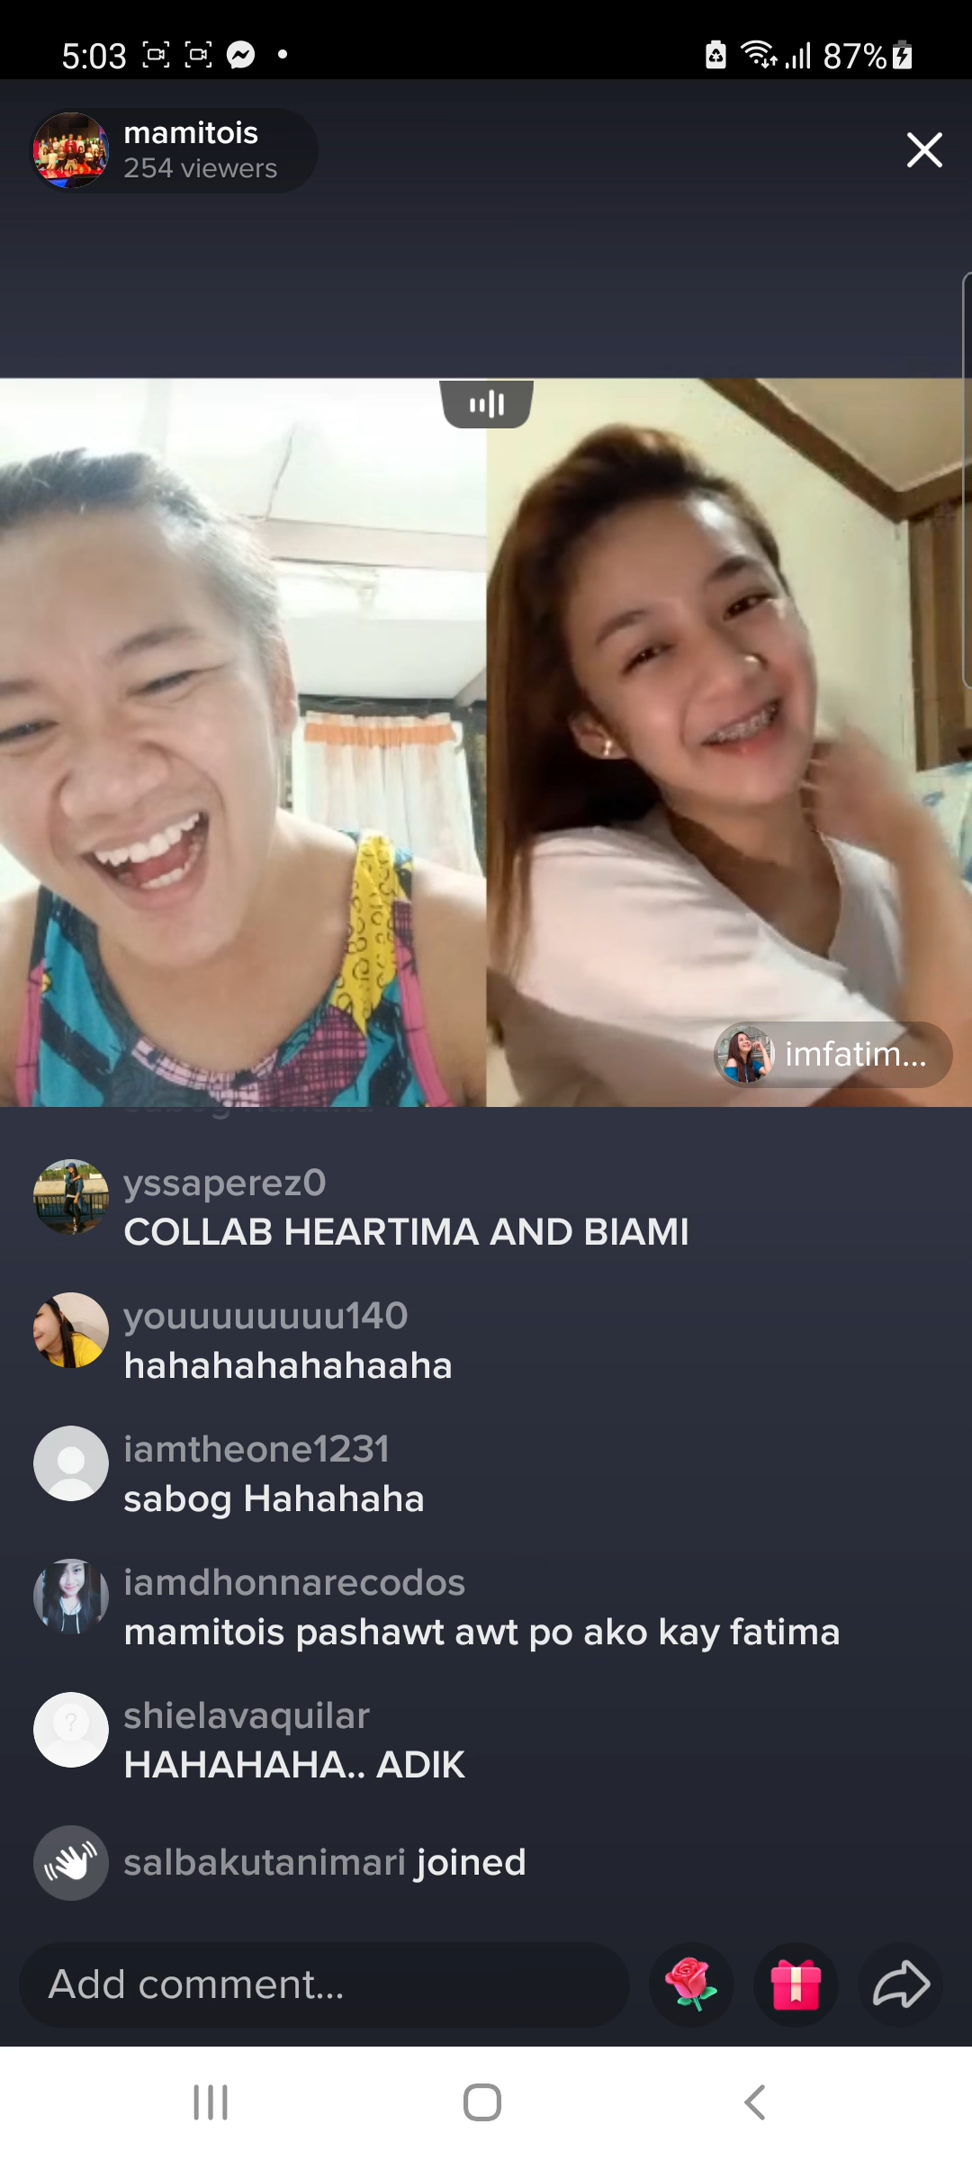 5:03
87%
mamitois
254 viewers
imfatim...
yssaperez0
COLLAB HEARTIMA AND BIAMI
youuuuuuuu140
hahahahahahaaha
iamtheone1231
sabog Hahahaha
iamdhonnarecodos
mamitois pashawt awt po ako kay fatima
shielavaquilar
HAHAHAHA.. ADIK
salbakutanimari joined
Add comment...